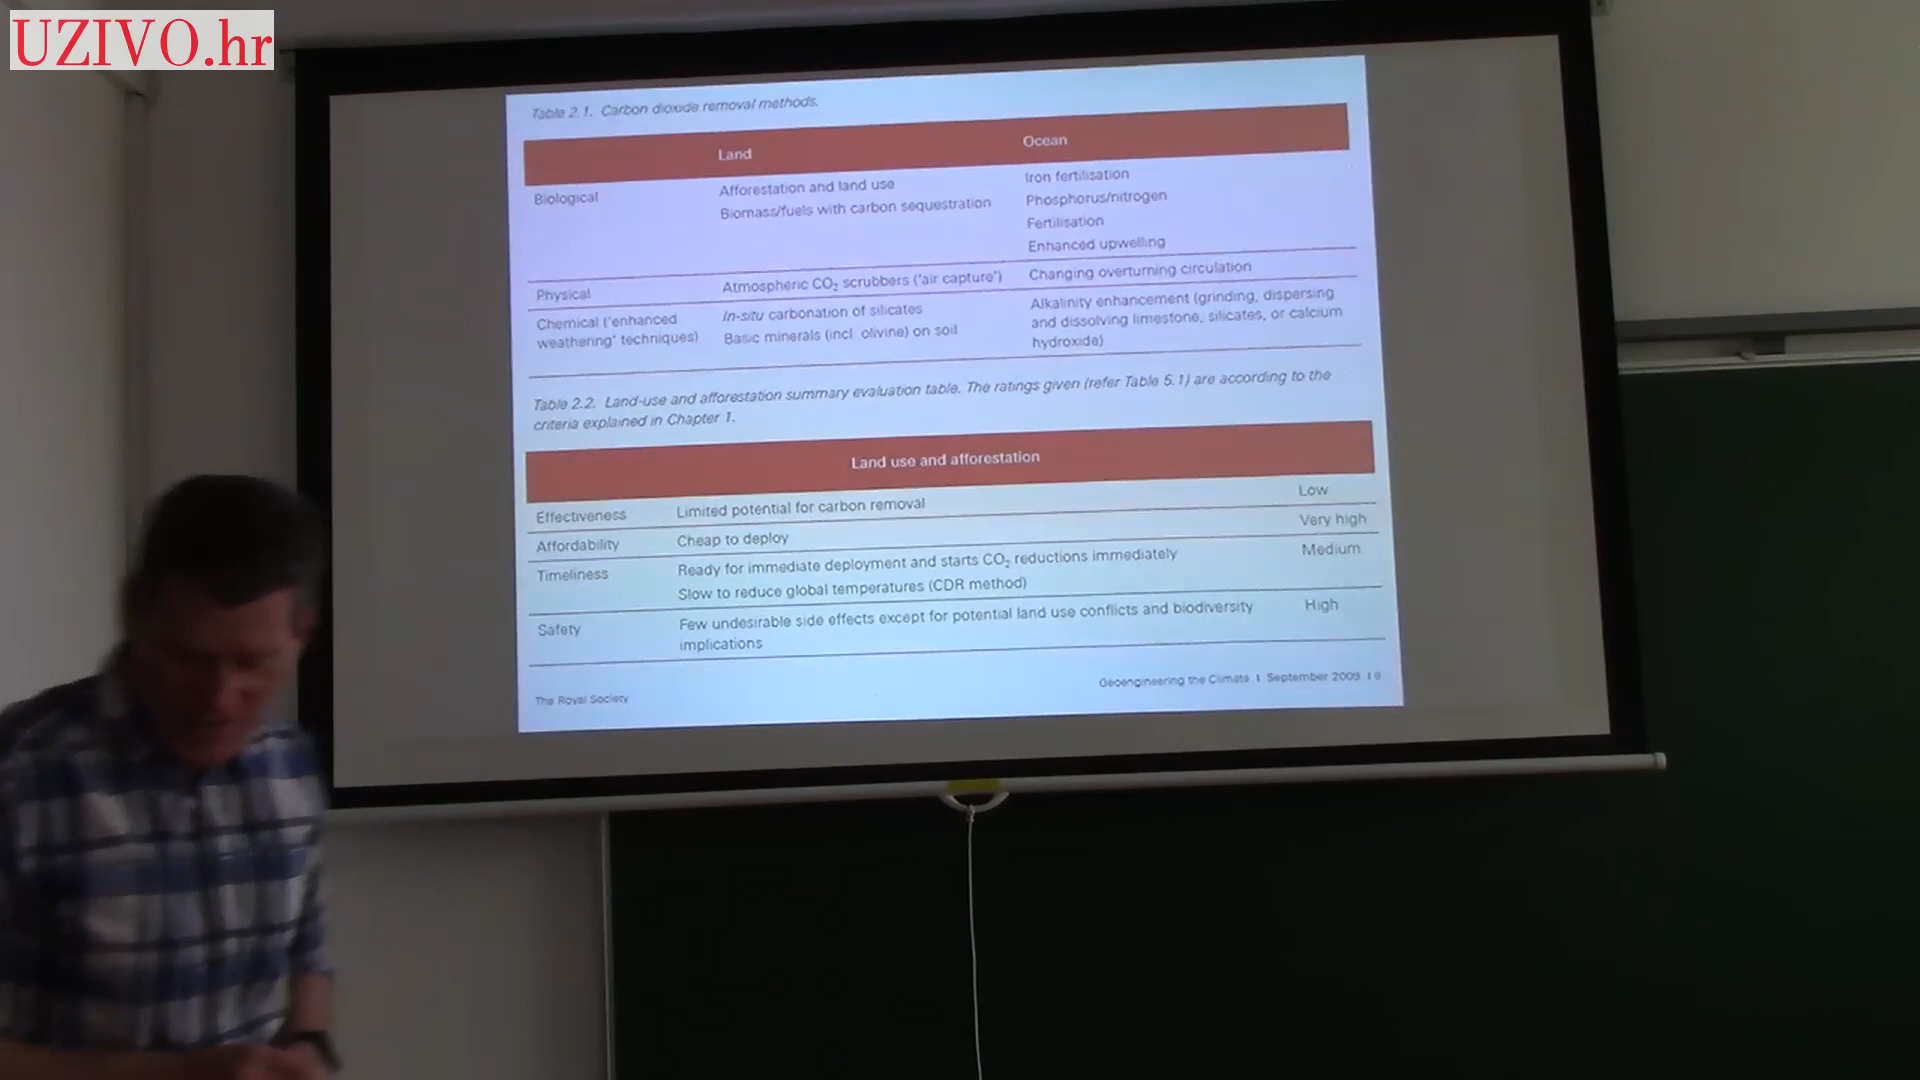 UZIVO.hr
Table 2.1. Carbon dioxide removal methods.
Land Ocean
Biological Afforestation and land use Iron fertilisation
Biomass/fuels with carbon sequestration Phosphorus/nitrogen
Fertilisation
Enhanced upwelling
Physical Atmospheric CO₂ scrubbers ('air capture') Changing overturning circulation
Chemical ('enhanced In-situ carbonation of silicates Alkalinity enhancement (grinding, dispersing
weathering' techniques) Basic minerals (incl. olivine) on soil and dissolving limestone, silicates, or calcium
hydroxide)
Table 2.2. Land-use and afforestation summary evaluation table. The ratings given (refer Table 5.1) are according to the
criteria explained in Chapter 1.
Land use and afforestation
Effectiveness Limited potential for carbon removal Low
Affordability Cheap to deploy Very high
Timeliness Ready for immediate deployment and starts CO₂ reductions immediately Medium
Slow to reduce global temperatures (CDR method)
Safety Few undesirable side effects except for potential land use conflicts and biodiversity High
implications
The Royal Society Geoengineering the Climate I September 2009 I 9